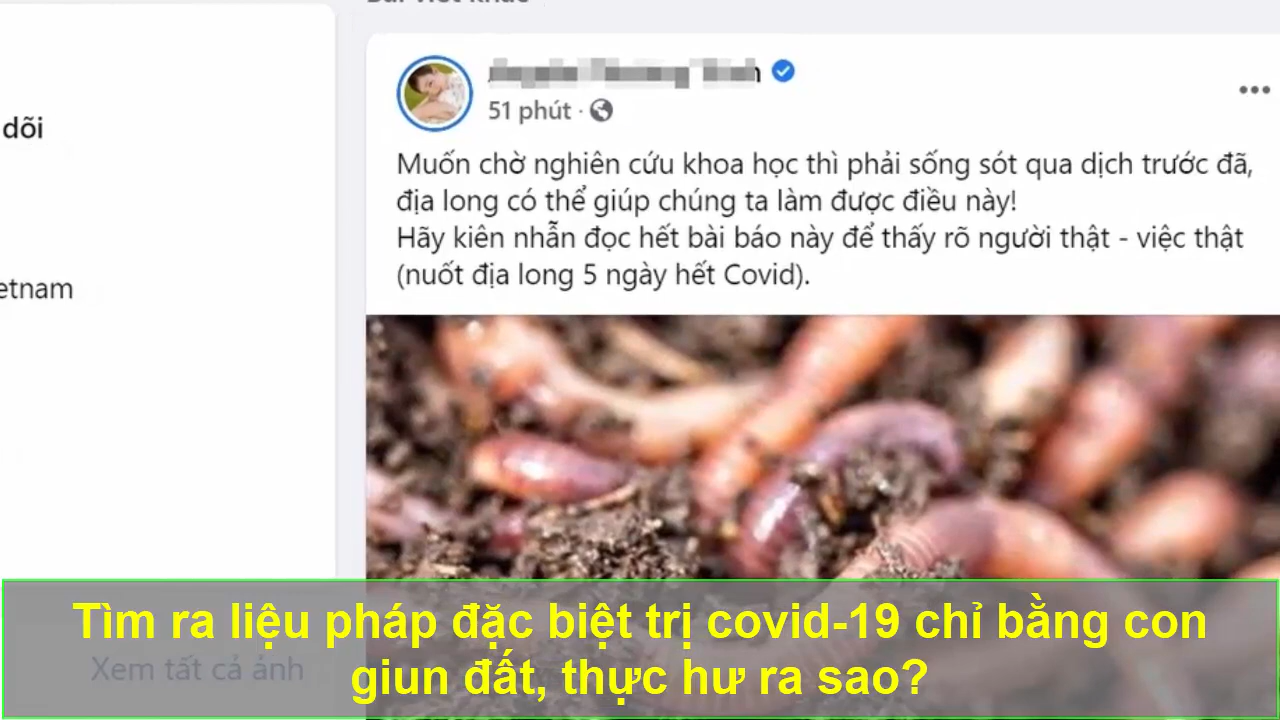 51 phút ·
dõi
Muốn chờ nghiên cứu khoa học thì phải sống sót qua dịch trước đã,
địa long có thể giúp chúng ta làm được điều này!
Hãy kiên nhẫn đọc hết bài báo này để thấy rõ người thật - việc thật
(nuốt địa long 5 ngày hết Covid).
etnam
Tìm ra liệu pháp đặc biệt trị covid-19 chỉ bằng con
giun đất, thực hư ra sao?
Xem tất cả ảnh